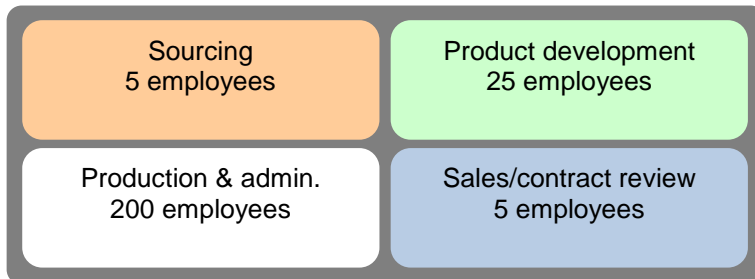 Sourcing
5 employees
Product development
25 employees
Production & admin.
200 employees
Sales/contract review
5 employees